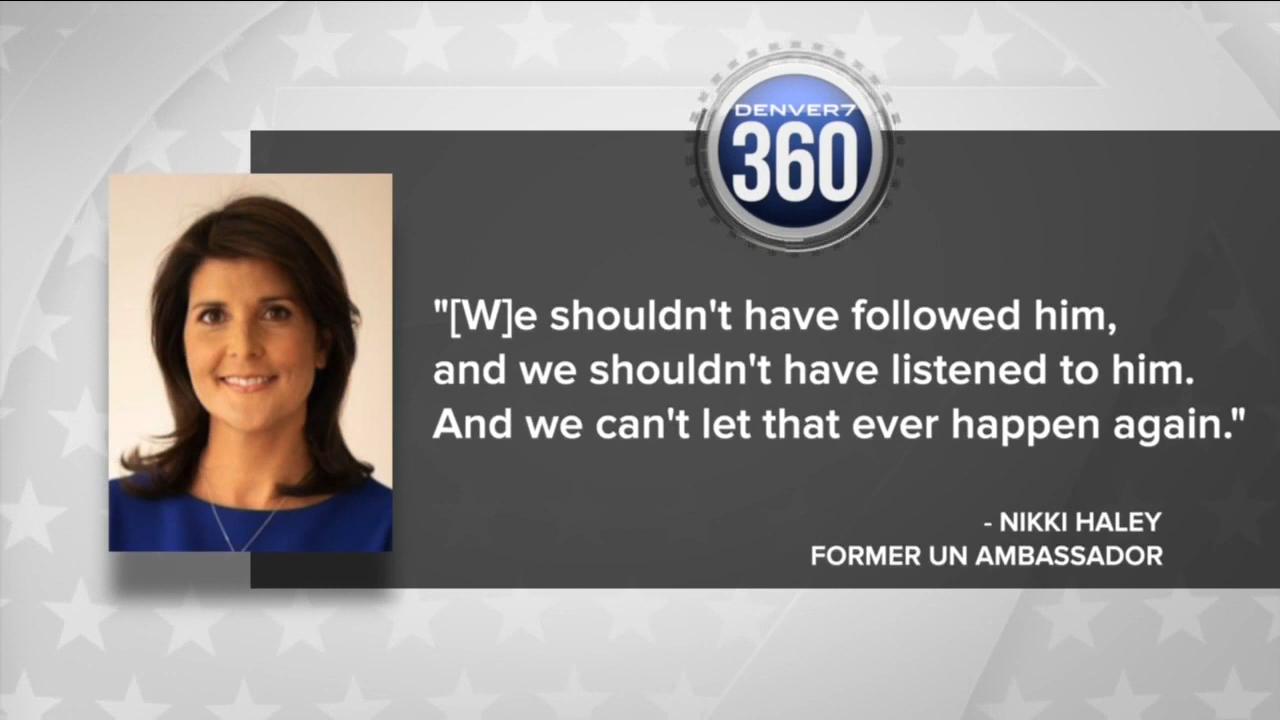 DENVER7
360
"[W]e shouldn't have followed him,
and we shouldn't have listened to him.
And we can't let that ever happen again."
- NIKKI HALEY
FORMER UN AMBASSADOR